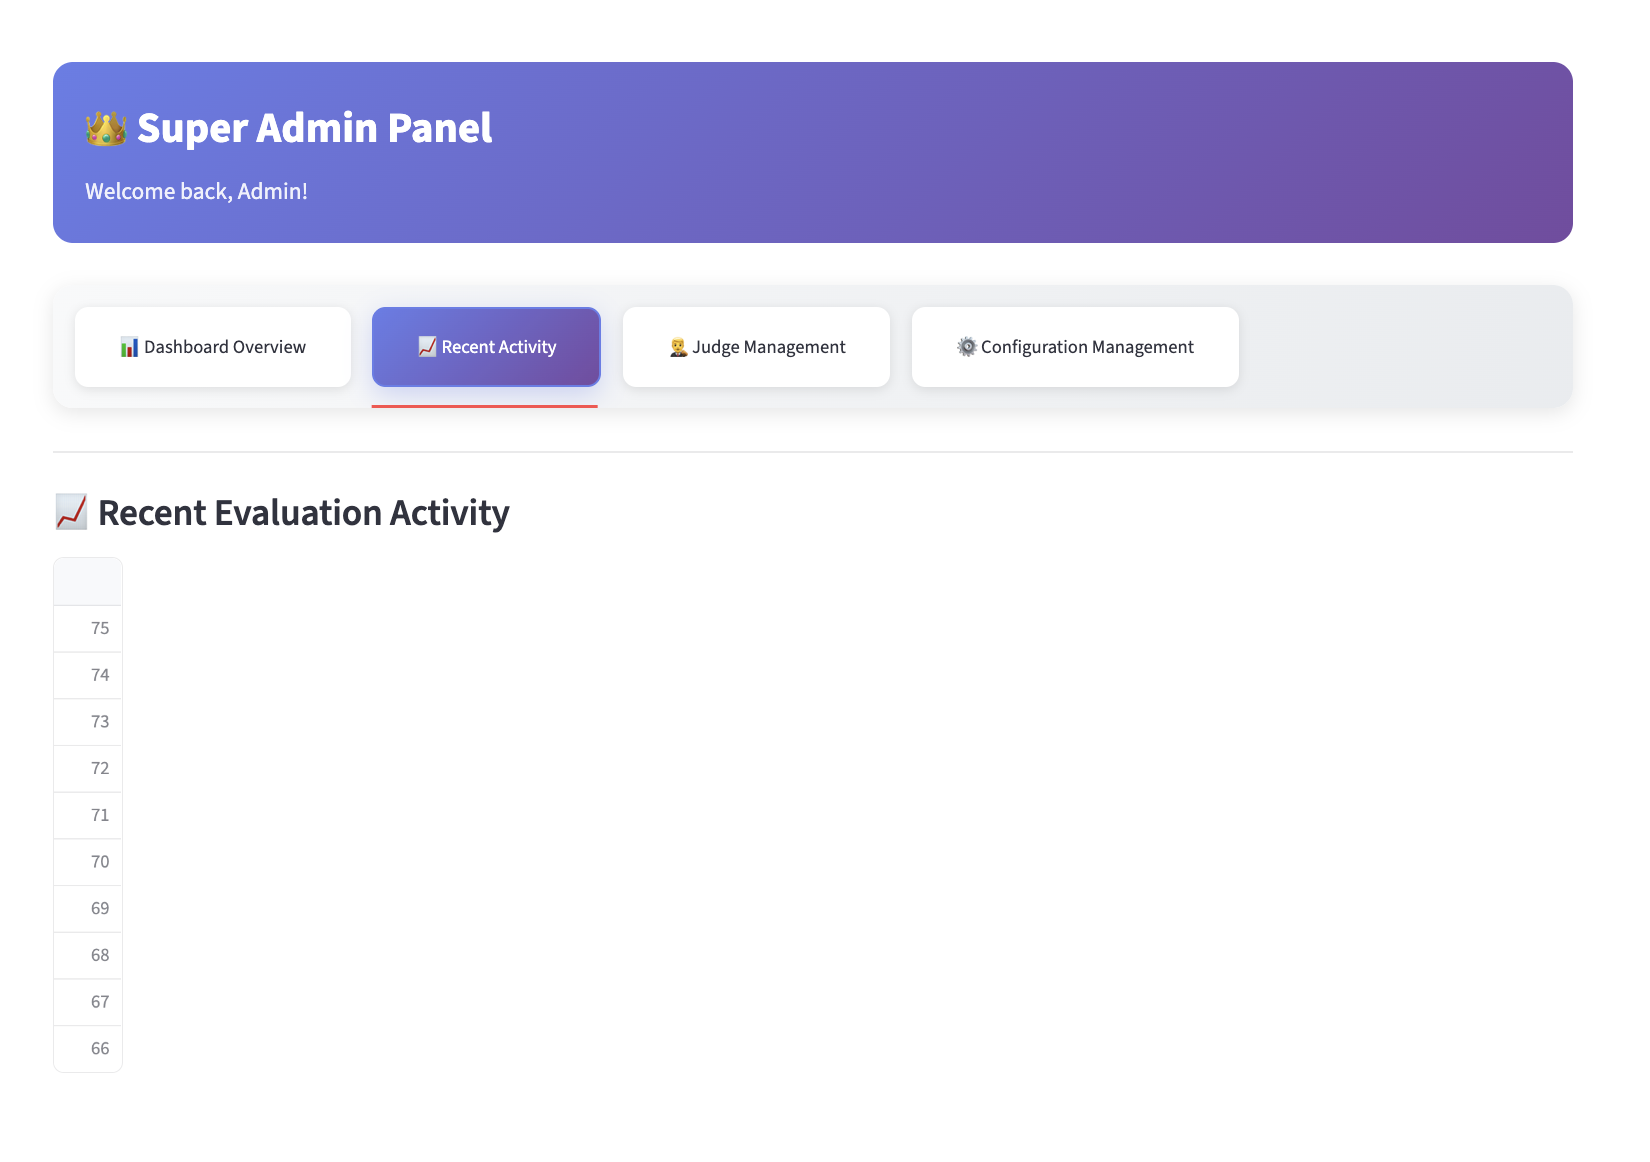 👑 Super Admin Panel
Welcome back, Admin!
📊 Dashboard Overview
📈 Recent Activity
👨‍⚖️ Judge Management
⚙️ Configuration Management
📈 Recent Evaluation Activity
75
74
73
72
71
70
69
68
67
66